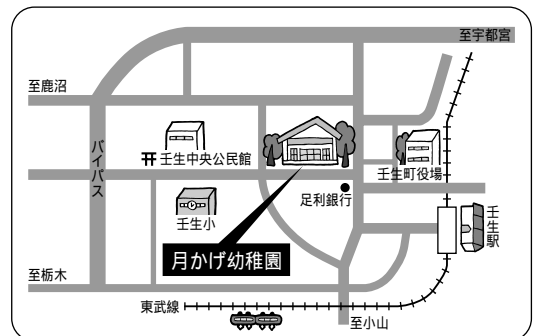 至宇都宮
至鹿沼
バイパス
壬生中央公民館
壬生町役場
足利銀行
壬生小
壬生駅
月かげ幼稚園
至栃木
東武線
至小山